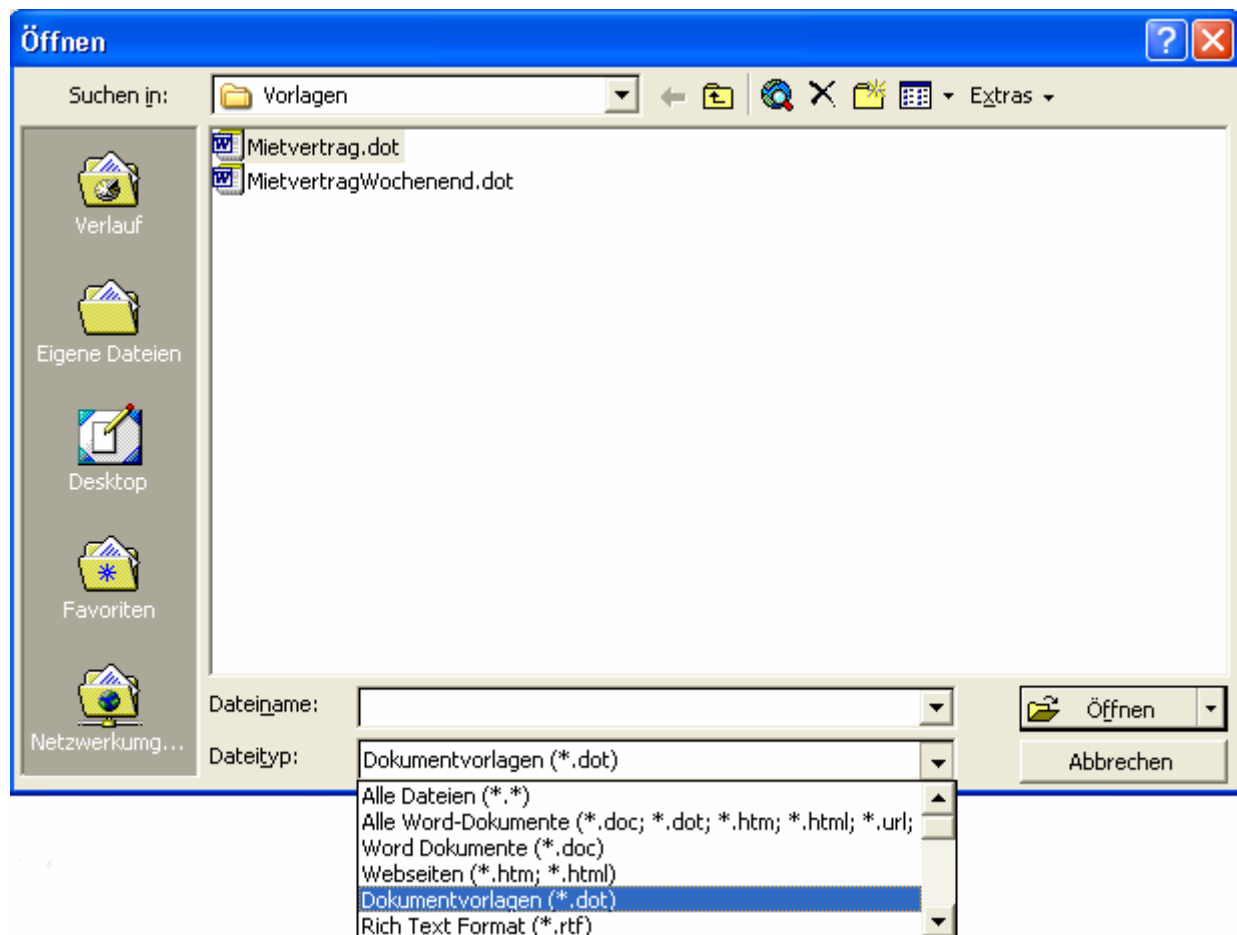 Öffnen
Suchen in: Vorlagen Extras
Mietvertrag.dot
MietvertragWochenend.dot
Verlauf
Eigene Dateien
Desktop
Favoriten
Netzwerkumg...
Dateiname: Öffnen
Dateityp: Dokumentvorlagen (*.dot) Abbrechen
Alle Dateien (*.*)
Alle Word-Dokumente (*.doc; *.dot; *.htm; *.html; *.url;
Word Dokumente (*.doc)
Webseiten (*.htm; *.html)
Dokumentvorlagen (*.dot)
Rich Text Format (*.rtf)